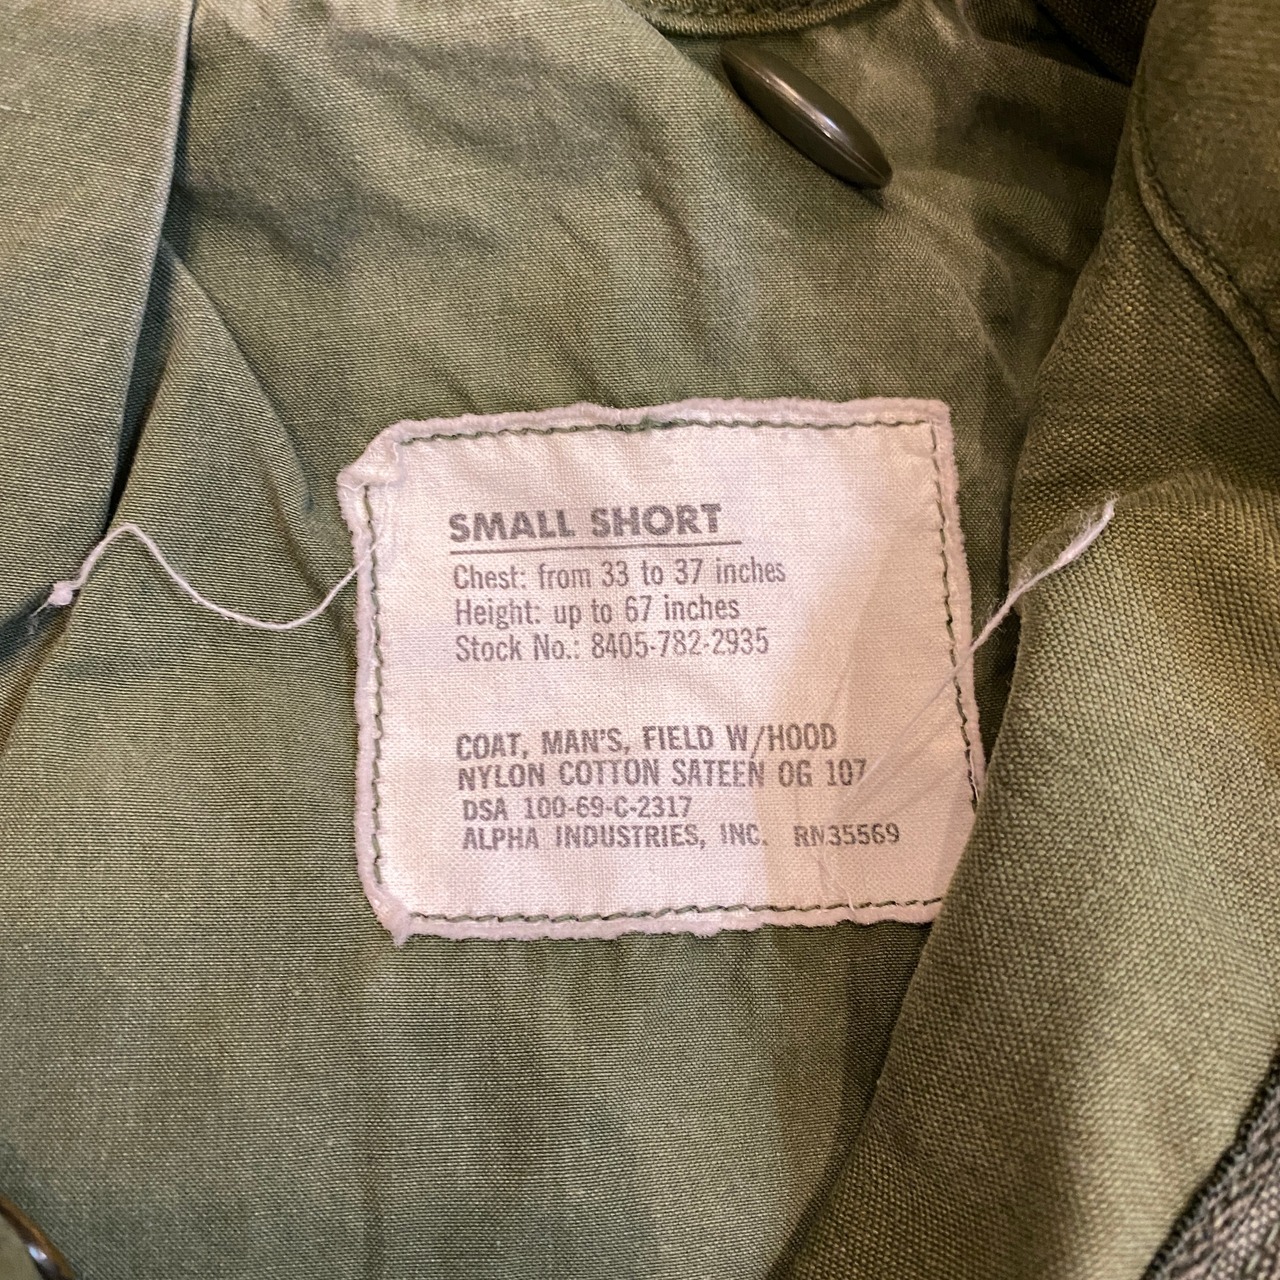 SMALL SHORT
Chest: from 33 to 37 inches
Height: up to 67 inches
Stock No.: 8405-782-2935
COAT, MAN'S, FIELD W/HOOD
NYLON COTTON SATEEN OG 107
DSA 100-69-C-2317
ALPHA INDUSTRIES, INC. RN35569